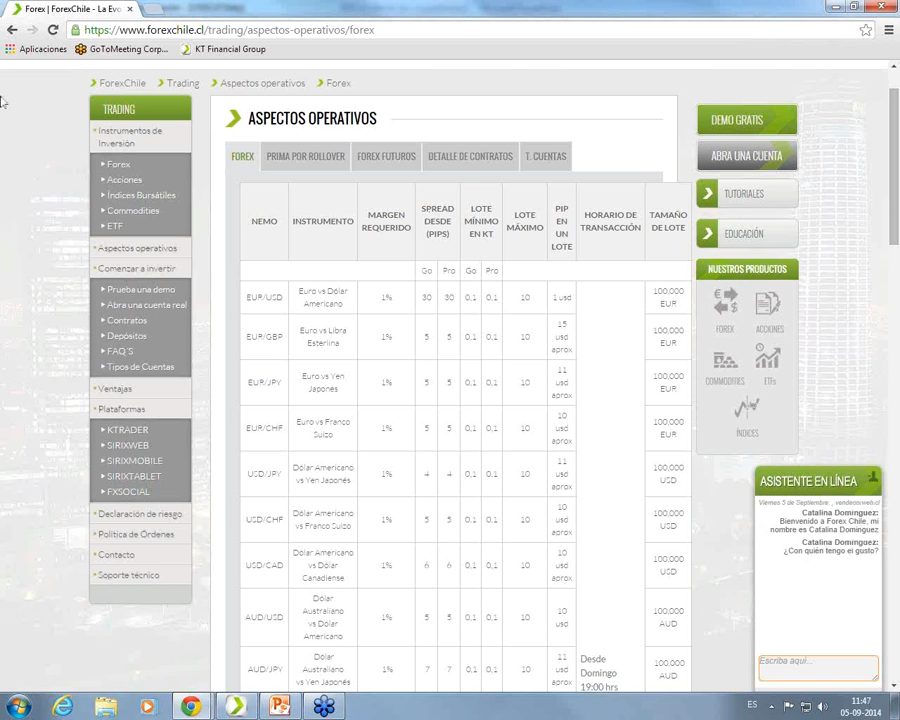 Forex | ForexChile - La Evo
https://www.forexchile.cl/trading/aspectos-operativos/forex
Aplicaciones GoToMeeting Corp... KT Financial Group
ForexChile Trading Aspectos operativos Forex
TRADING
Instrumentos de
Inversión
Forex
Acciones
Índices Bursátiles
Commodities
ETF
Aspectos operativos
Comenzar a invertir
Prueba una demo
Abra una cuenta real
Contratos
Depósitos
FAQ'S
Tipos de Cuentas
Ventajas
Plataformas
KTRADER
SIRIXWEB
SIRIXMOBILE
SIRIXTABLET
FXSOCIAL
Declaración de riesgo
Política de Órdenes
Contacto
Soporte técnico
ASPECTOS OPERATIVOS
FOREX PRIMA POR ROLLOVER FOREX FUTUROS DETALLE DE CONTRATOS T. CUENTAS
NEMO INSTRUMENTO MARGEN REQUERIDO SPREAD DESDE (PIPS) LOTE MÍNIMO EN KT LOTE MÁXIMO PIP EN UN LOTE HORARIO DE TRANSACCIÓN TAMAÑO DE LOTE
Go Pro Go Pro
EUR/USD Euro vs Dólar Americano 1% 30 30 0,1 0,1 10 1 usd 100,000 EUR
EUR/GBP Euro vs Libra Esterlina 1% 5 5 0,1 0,1 10 15 usd aprox 100,000 EUR
EUR/JPY Euro vs Yen Japonés 1% 5 5 0,1 0,1 10 11 usd aprox 100,000 EUR
EUR/CHF Euro vs Franco Suizo 1% 5 5 0,1 0,1 10 10 usd aprox 100,000 EUR
USD/JPY Dólar Americano vs Yen Japonés 1% 4 4 0,1 0,1 10 11 usd aprox 100,000 USD
USD/CHF Dólar Americano vs Franco Suizo 1% 5 5 0,1 0,1 10 10 usd aprox 100,000 USD
USD/CAD Dólar Americano vs Dólar Canadiense 1% 6 6 0,1 0,1 10 10 usd aprox 100,000 USD
AUD/USD Dólar Australiano vs Dólar Americano 1% 5 5 0,1 0,1 10 10 usd 100,000 AUD
AUD/JPY Dólar Australiano vs Yen Japonés 1% 7 7 0,1 0,1 10 11 usd aprox 100,000 AUD
Desde
Domingo
19:00 hrs
DEMO GRATIS
ABRA UNA CUENTA
TUTORIALES
EDUCACIÓN
NUESTROS PRODUCTOS
FOREX ACCIONES
COMMODITIES ETFs
ÍNDICES
ASISTENTE EN LÍNEA
Viernes 5 de Septiembre, , vendeonweb.cl
Catalina Dominguez:
Bienvenido a Forex Chile, mi
nombre es Catalina Dominguez
Catalina Dominguez:
¿Con quién tengo el gusto?
Escriba aquí...
ES 11:47
05-09-2014